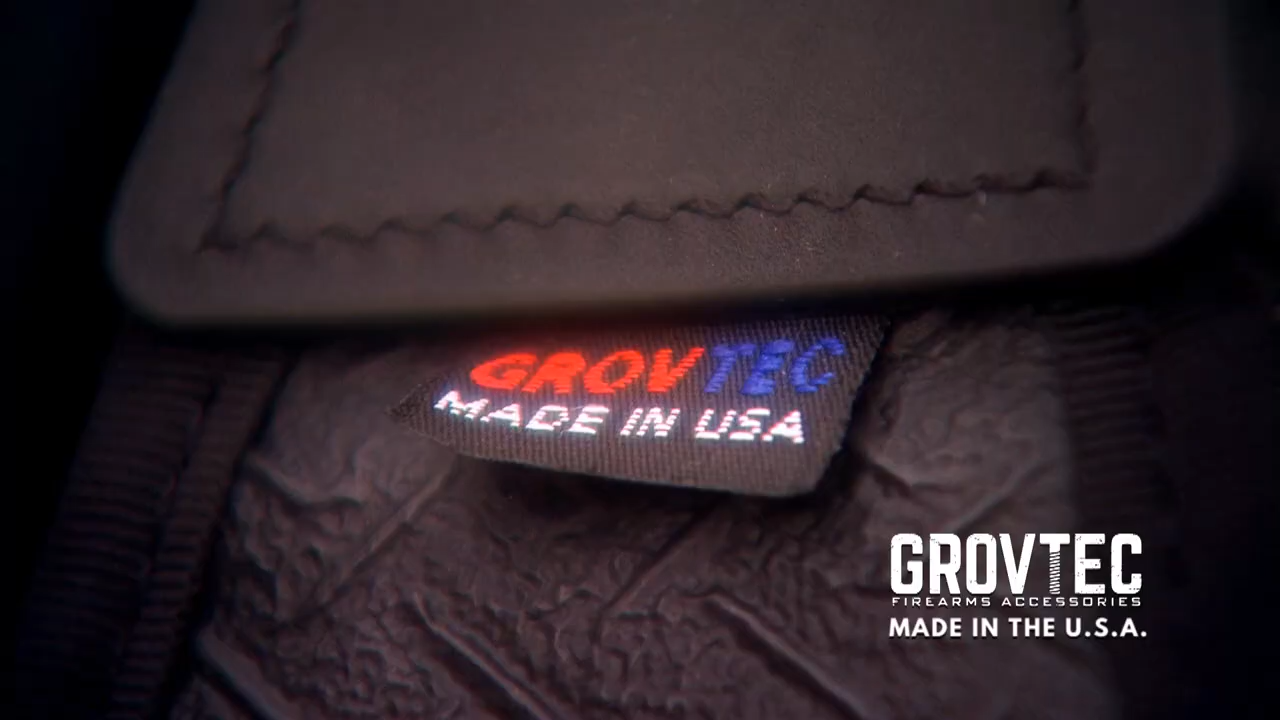 GROVTEC
MADE IN USA
GROVTEC
FIREARMS ACCESSORIES
MADE IN THE U.S.A.